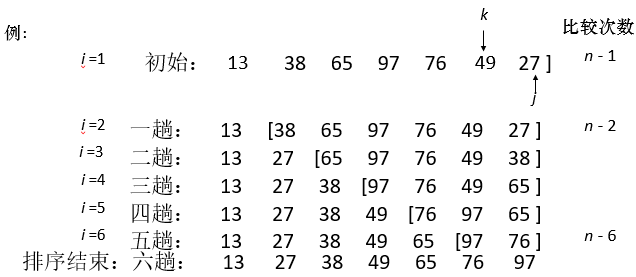 k
例： 比较次数
i =1 初始： 13 38 65 97 76 49 27 ] n - 1
j
i =2 一趟： 13 [38 65 97 76 49 27 ] n - 2
i =3 二趟： 13 27 [65 97 76 49 38 ]
i =4 三趟： 13 27 38 [97 76 49 65 ]
i =5 四趟： 13 27 38 49 [76 97 65 ]
i =6 五趟： 13 27 38 49 65 [97 76 ] n - 6
排序结束：六趟： 13 27 38 49 65 76 97